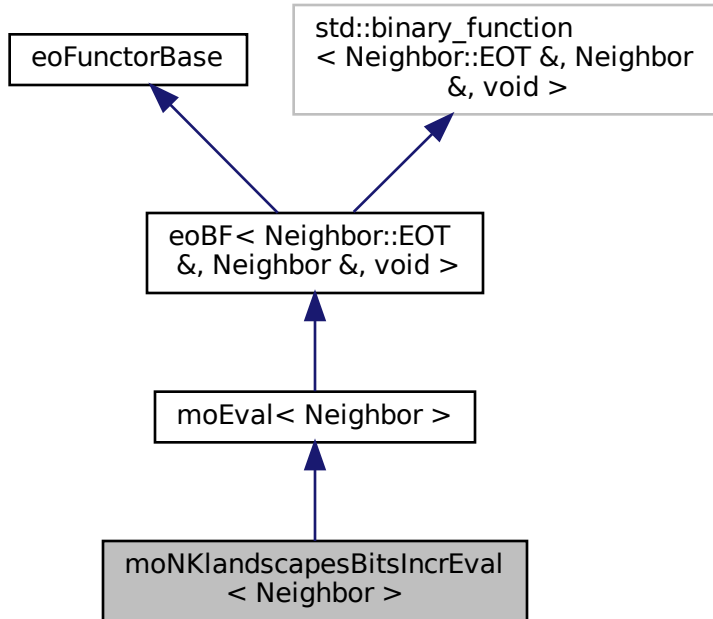 eoFunctorBase
std::binary_function
< Neighbor::EOT &, Neighbor
&, void >
eoBF< Neighbor::EOT
&, Neighbor &, void >
moEval< Neighbor >
moNKlandscapesBitsIncrEval
< Neighbor >